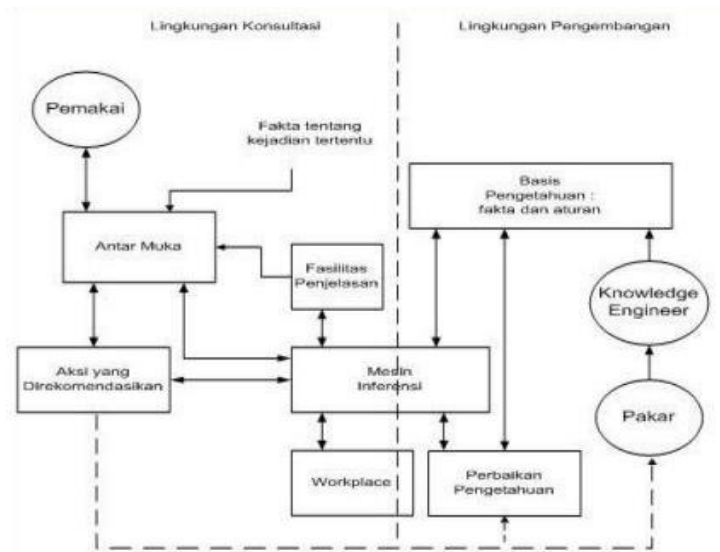 Lingkungan Konsultasi
Lingkungan Pengembangan
Pemakai
Fakta tentang
kejadian tertentu
Basis
Pengetahuan :
fakta dan aturan
Antar Muka
Fasilitas
Penjelasan
Knowledge
Engineer
Aksi yang
Direkomendasikan
Mesin
Inferensi
Pakar
Workplace
Perbaikan
Pengetahuan